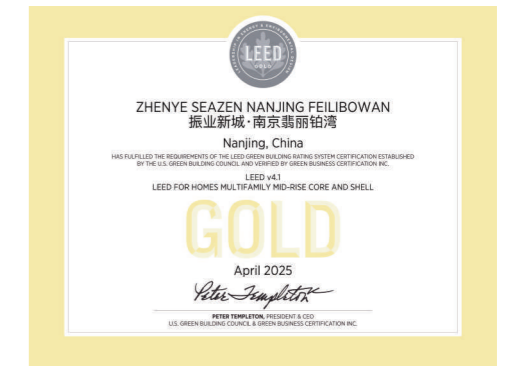 LEED
GOLD
ZHENYE SEAZEN NANJING FEILIBOWAN
振业新城·南京翡丽铂湾
Nanjing, China
HAS FULFILLED THE REQUIREMENTS OF THE LEED GREEN BUILDING RATING SYSTEM CERTIFICATION ESTABLISHED
BY THE U.S. GREEN BUILDING COUNCIL AND VERIFIED BY GREEN BUSINESS CERTIFICATION INC.
LEED v4.1
LEED FOR HOMES MULTIFAMILY MID-RISE CORE AND SHELL
GOLD
April 2025
Peter Templeton
PETER TEMPLETON, PRESIDENT & CEO
U.S. GREEN BUILDING COUNCIL & GREEN BUSINESS CERTIFICATION INC.